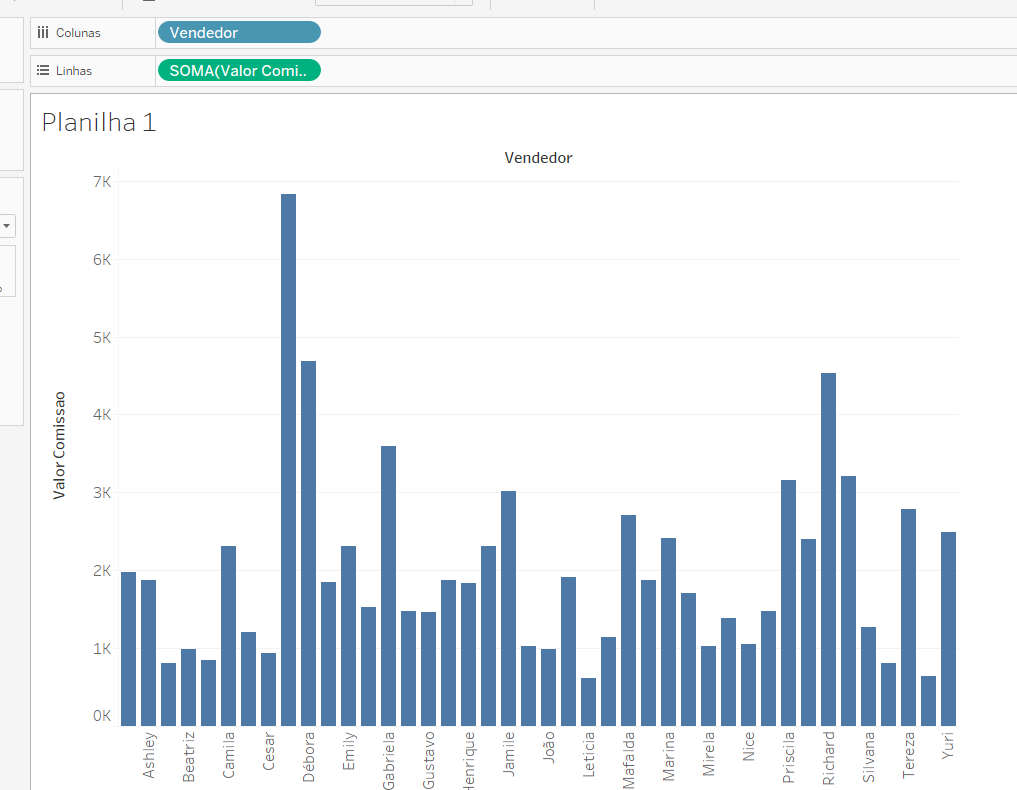 Colunas
Vendedor
Linhas
SOMA(Valor Comi..
Planilha 1
Vendedor
7K
6K
5K
4K
3K
2K
1K
0K
Valor Comissao
Ashley
Beatriz
Camila
Cesar
Débora
Emily
Gabriela
Gustavo
Henrique
Jamile
João
Leticia
Mafalda
Marina
Mirela
Nice
Priscila
Richard
Silvana
Tereza
Yuri